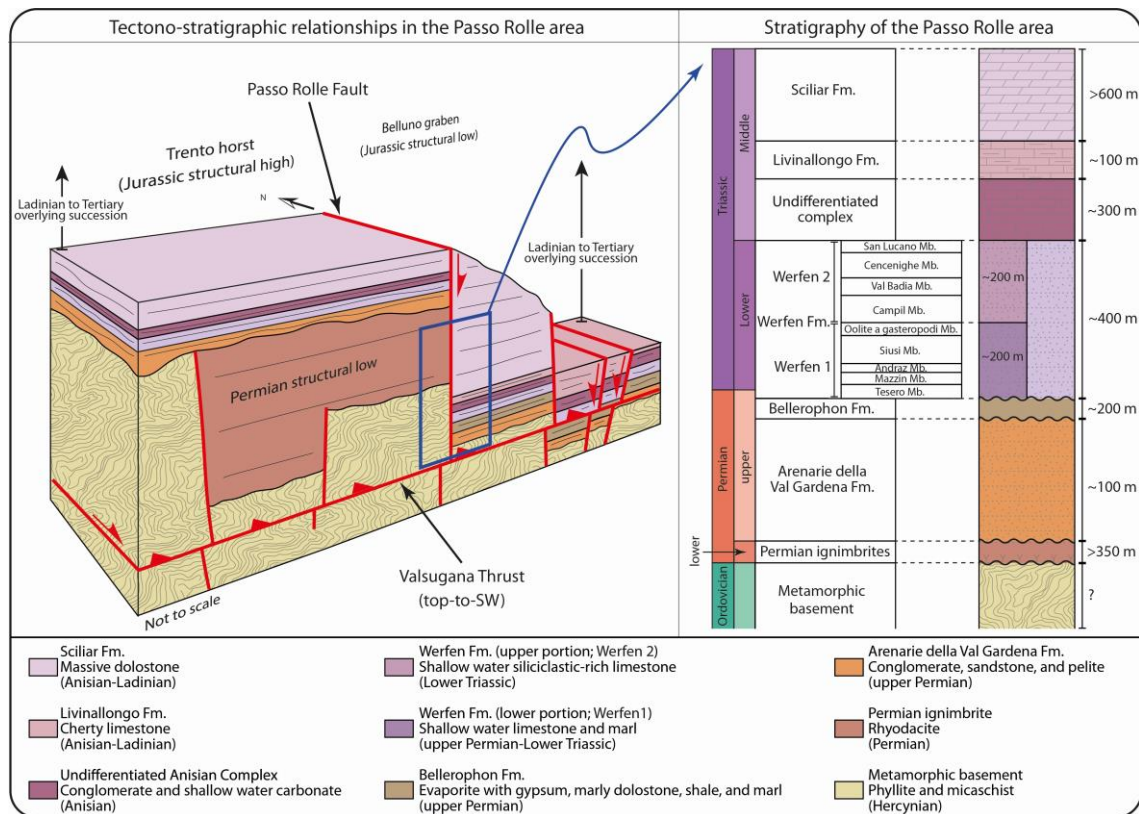 Tectono-stratigraphic relationships in the Passo Rolle area
Passo Rolle Fault
Belluno graben
(Jurassic structural low)
Trento horst
(Jurassic structural high)
N
Ladinian to Tertiary
overlying succession
Ladinian to Tertiary
overlying succession
Permian structural low
Valsugana Thrust
(top-to-SW)
Not to scale
Stratigraphy of the Passo Rolle area
Triassic
Middle
Lower
Permian
upper
lower
Ordovician
Sciliar Fm.
>600 m
Livinallongo Fm.
~100 m
Undifferentiated
complex
~300 m
Werfen 2
Werfen Fm.
Werfen 1
San Lucano Mb.
Cencenighe Mb.
Val Badia Mb.
Campil Mb.
Oolite a gasteropodi Mb.
Siusi Mb.
Andraz Mb.
Mazzin Mb.
Tesero Mb.
~200 m
~200 m
~400 m
Bellerophon Fm.
~200 m
Arenarie della
Val Gardena Fm.
~100 m
Permian ignimbrites
>350 m
Metamorphic
basement
?
Sciliar Fm.
Massive dolostone
(Anisian-Ladinian)
Livinallongo Fm.
Cherty limestone
(Anisian-Ladinian)
Undifferentiated Anisian Complex
Conglomerate and shallow water carbonate
(Anisian)
Werfen Fm. (upper portion; Werfen 2)
Shallow water siliciclastic-rich limestone
(Lower Triassic)
Werfen Fm. (lower portion; Werfen1)
Shallow water limestone and marl
(upper Permian-Lower Triassic)
Bellerophon Fm.
Evaporite with gypsum, marly dolostone, shale, and marl
(upper Permian)
Arenarie della Val Gardena Fm.
Conglomerate, sandstone, and pelite
(upper Permian)
Permian ignimbrite
Rhyodacite
(Permian)
Metamorphic basement
Phyllite and micaschist
(Hercynian)